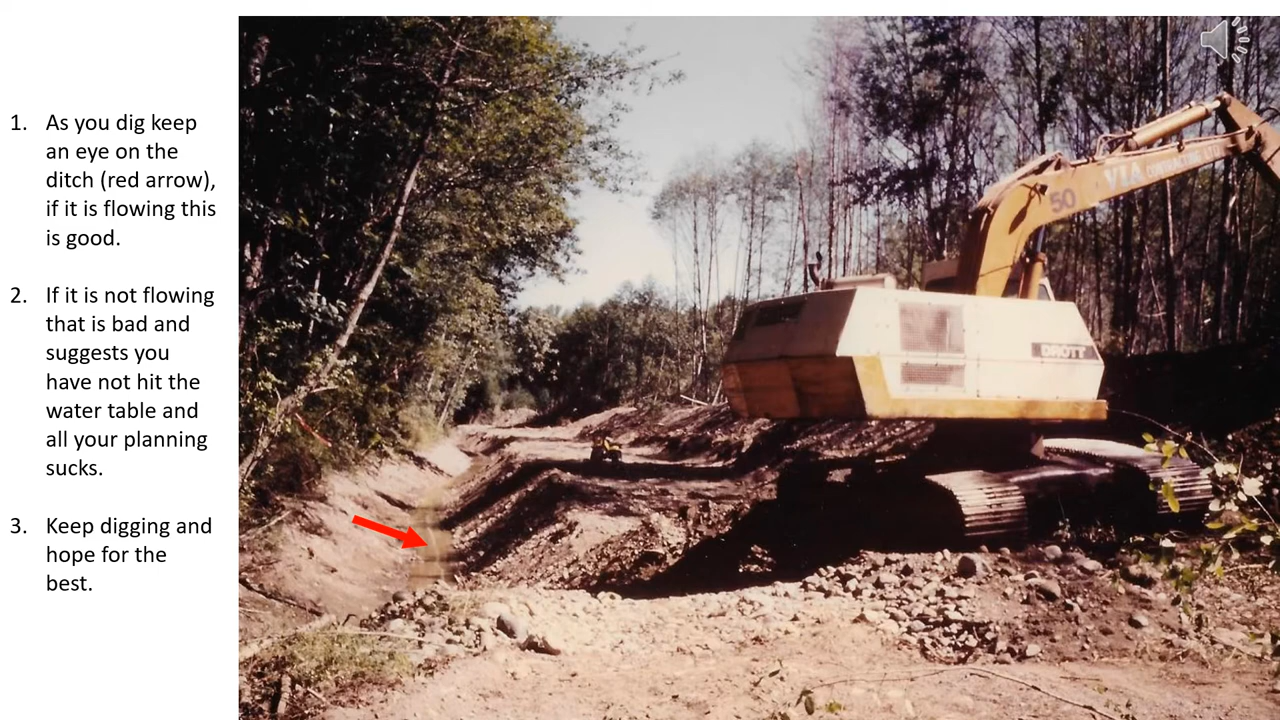 1. As you dig keep
an eye on the
ditch (red arrow),
if it is flowing this
is good.
2. If it is not flowing
that is bad and
suggests you
have not hit the
water table and
all your planning
sucks.
3. Keep digging and
hope for the
best.
VIA CONTRACTING LTD
50
DROTT